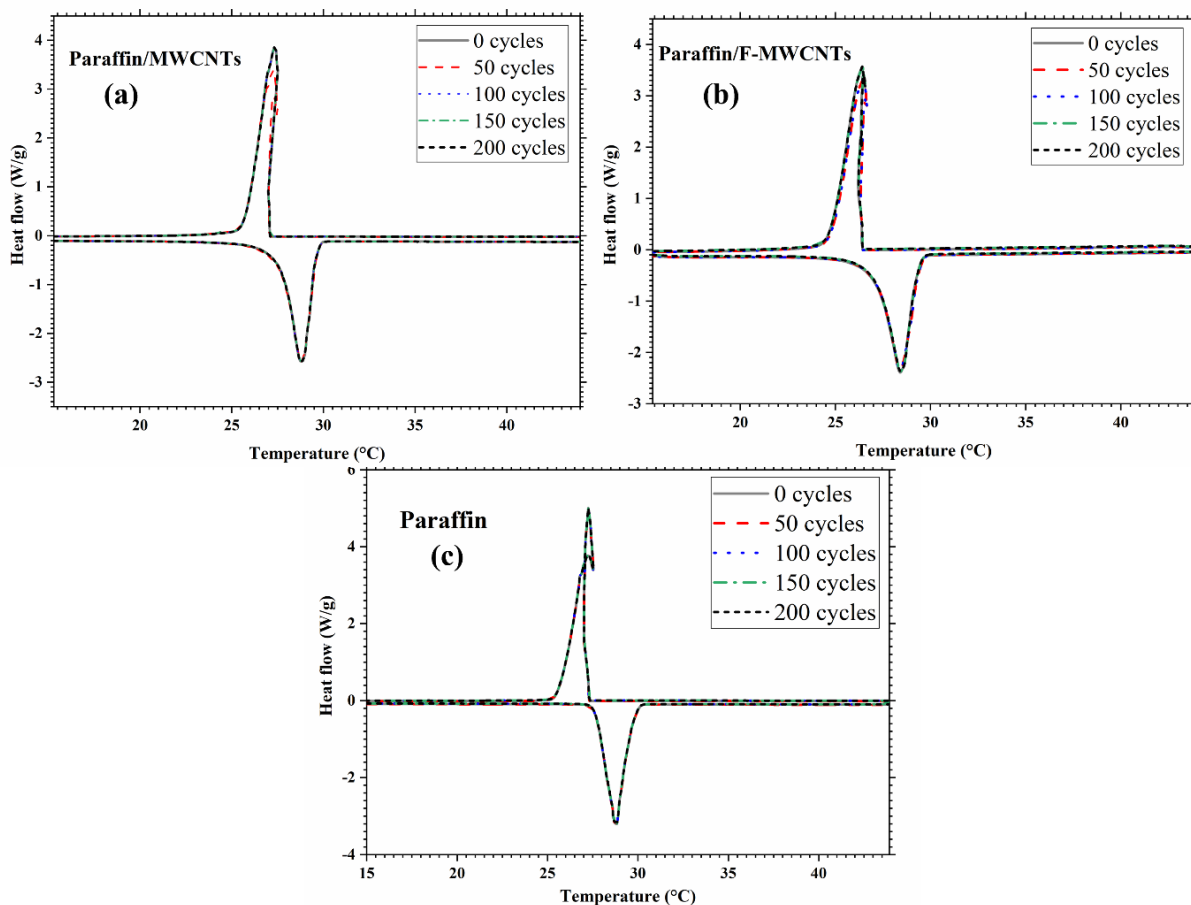 Paraffin/MWCNTs
(a)
0 cycles
50 cycles
100 cycles
150 cycles
200 cycles
Heat flow (W/g)
4
3
2
1
0
-1
-2
-3
20
25
30
35
40
Temperature (°C)
Paraffin/F-MWCNTs
(b)
0 cycles
50 cycles
100 cycles
150 cycles
200 cycles
Heat flow (W/g)
4
3
2
1
0
-1
-2
-3
20
25
30
35
40
Temperature (°C)
Paraffin
(c)
0 cycles
50 cycles
100 cycles
150 cycles
200 cycles
Heat flow (W/g)
6
4
2
0
-2
-4
15
20
25
30
35
40
Temperature (°C)